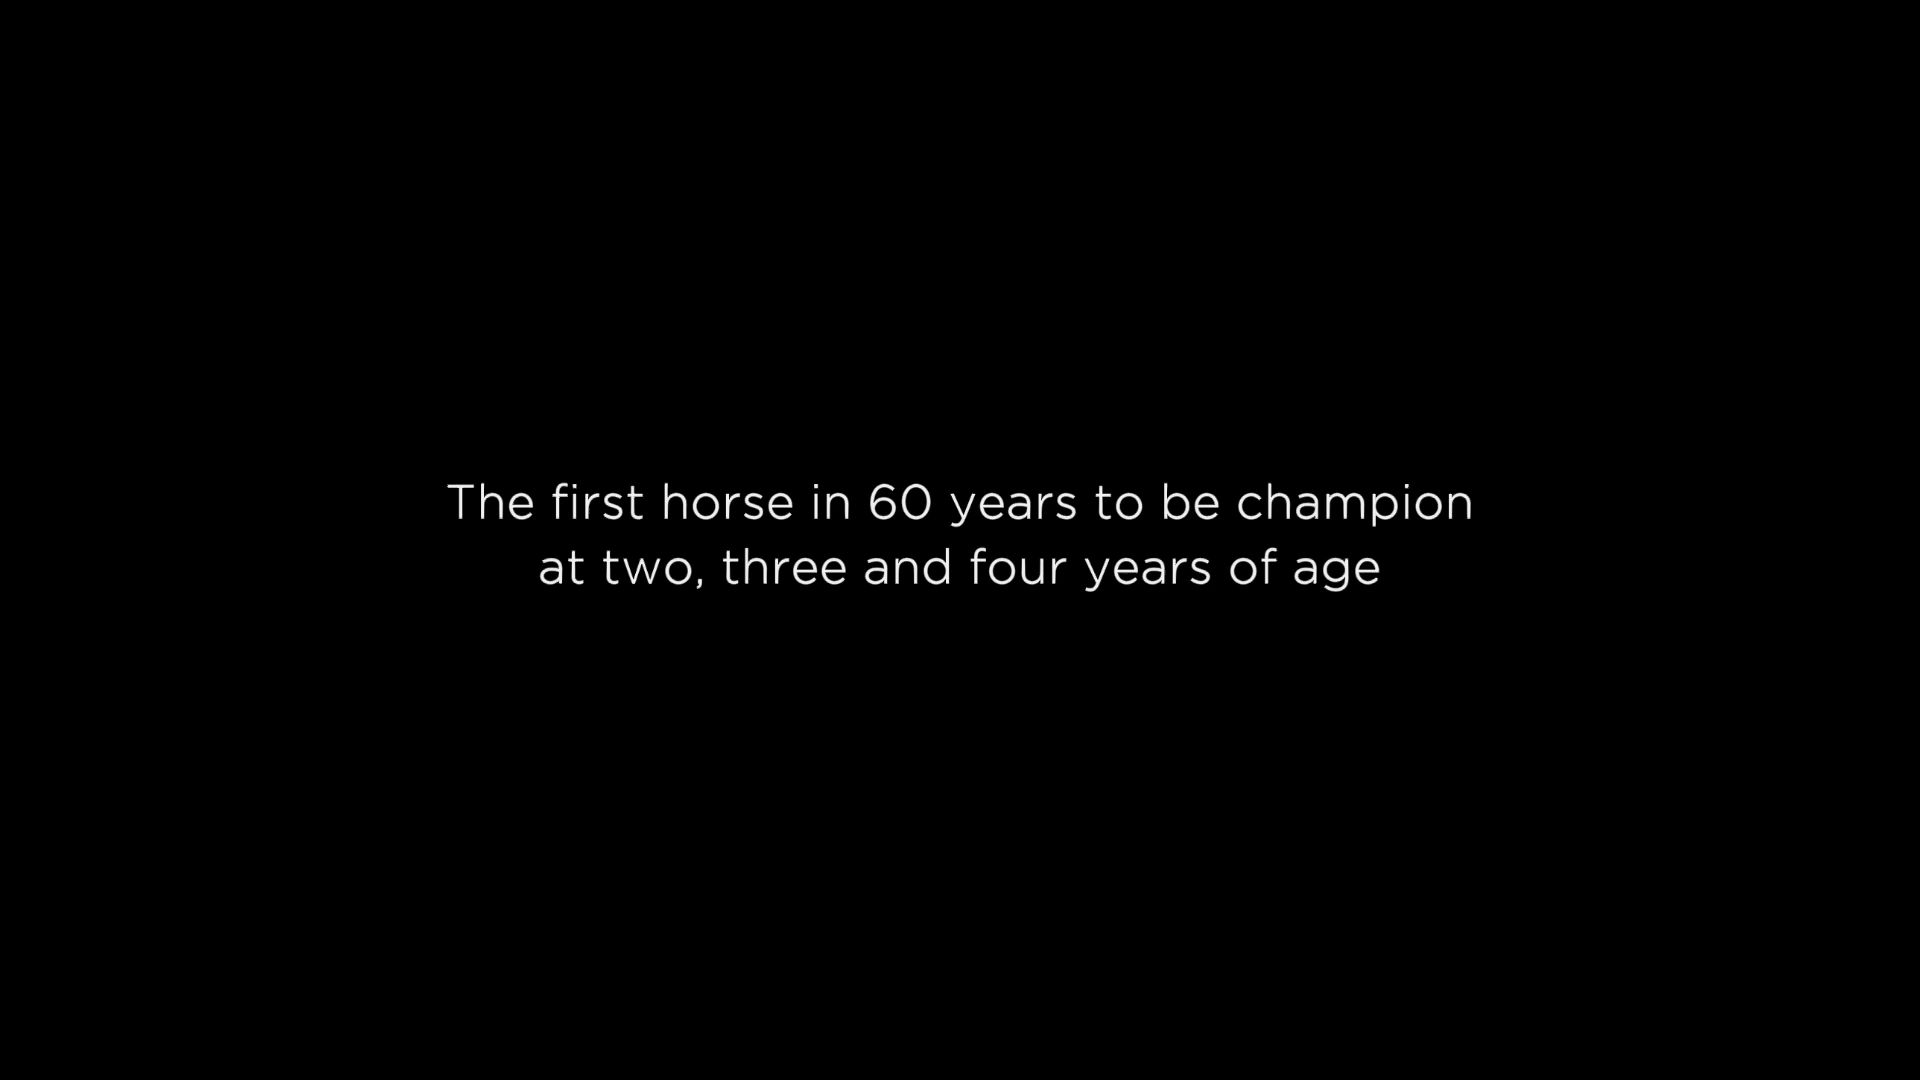 The first horse in 60 years to be champion
at two, three and four years of age